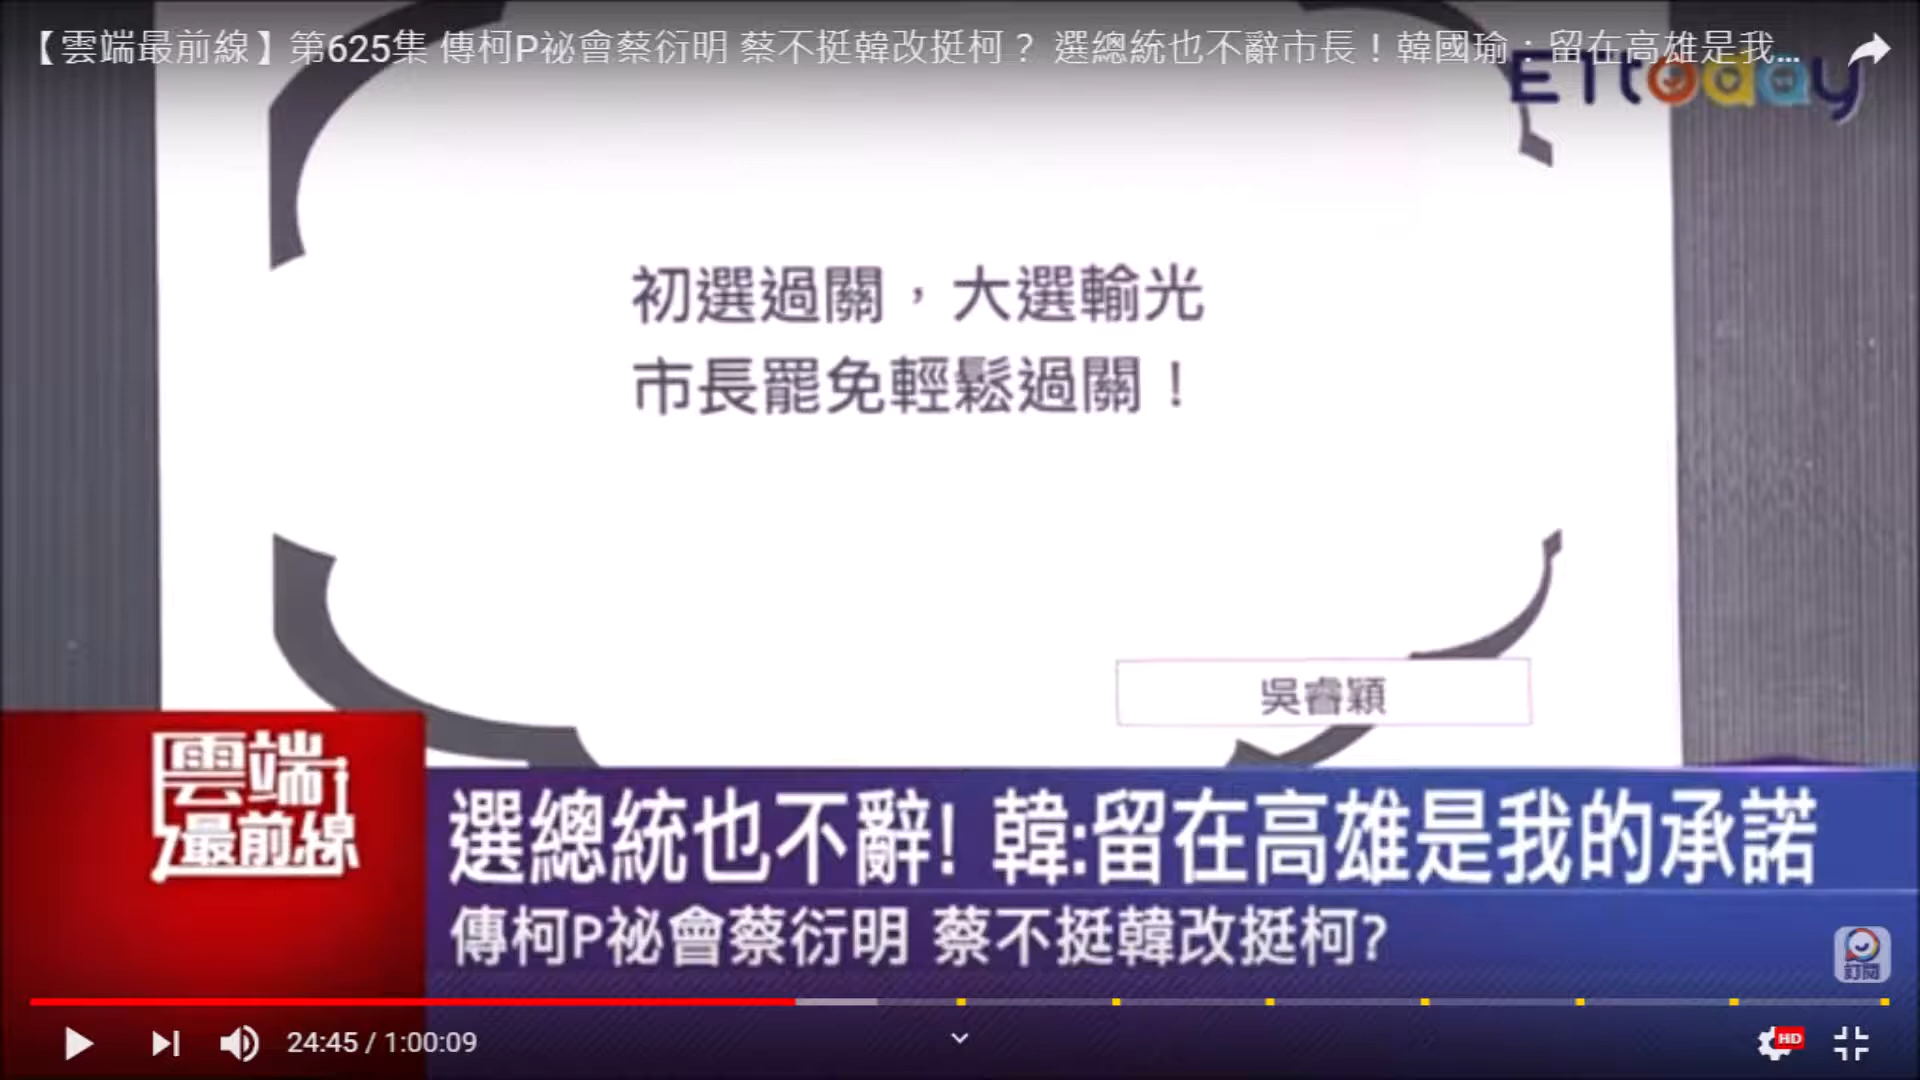 【雲端最前線】第625集 傳柯P祕會蔡衍明 蔡不挺韓改挺柯？ 選總統也不辭市長！韓國瑜：留在高雄是我...
ETtoday
初選過關，大選輸光
市長罷免輕鬆過關！
吳睿穎
雲端
最前線
選總統也不辭! 韓:留在高雄是我的承諾
傳柯P祕會蔡衍明 蔡不挺韓改挺柯?
訂閱
24:45 / 1:00:09
HD